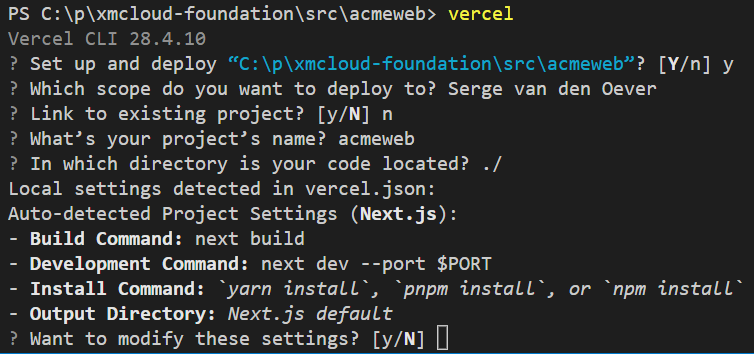 PS C:\p\xmcloud-foundation\src\acmeweb> vercel
Vercel CLI 28.4.10
? Set up and deploy “C:\p\xmcloud-foundation\src\acmeweb”? [Y/n] y
? Which scope do you want to deploy to? Serge van den Oever
? Link to existing project? [y/N] n
? What’s your project’s name? acmeweb
? In which directory is your code located? ./
Local settings detected in vercel.json:
Auto-detected Project Settings (Next.js):
- Build Command: next build
- Development Command: next dev --port $PORT
- Install Command: `yarn install`, `pnpm install`, or `npm install`
- Output Directory: Next.js default
? Want to modify these settings? [y/N]